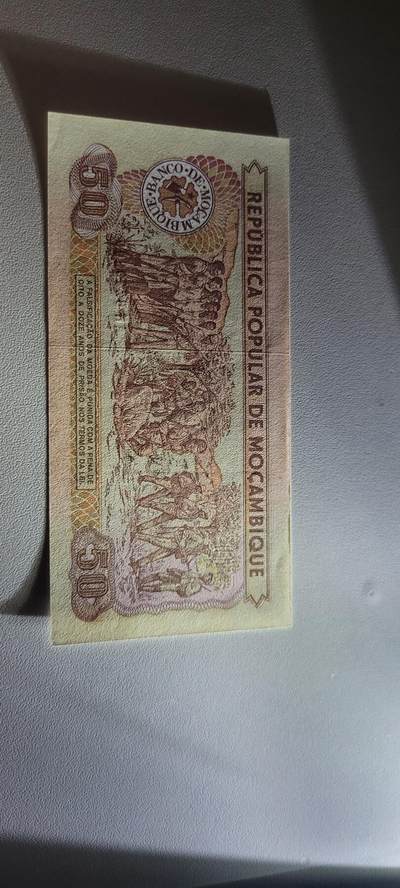 REPÚBLICA POPULAR DE MOÇAMBIQUE
BANCO·DE·MOÇAMBIQUE
50
A FALSIFICAÇÃO DA MOEDA É PUNIDA COM A PENA DE
OITO A DOZE ANOS DE PRISÃO NOS TERMOS DA LEI.
50